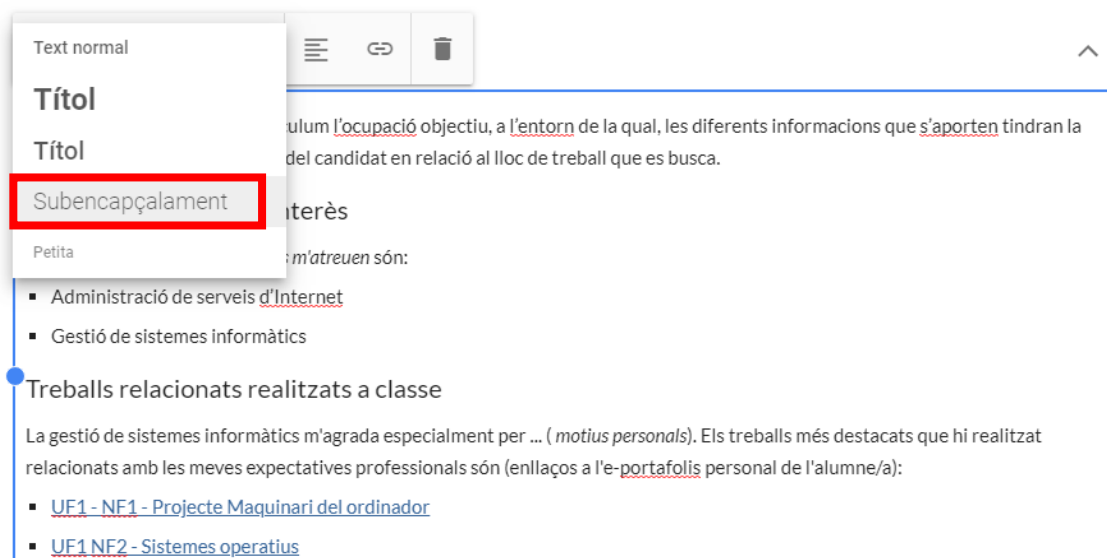 Text normal
Títol
Títol
Subencapçalament
Petita
l’ocupació objectiu, a l’entorn de la qual, les diferents informacions que s’aporten tindran la
del candidat en relació al lloc de treball que es busca.
m'atreuen són:
▪ Administració de serveis d’Internet
▪ Gestió de sistemes informàtics
Treballs relacionats realitzats a classe
La gestió de sistemes informàtics m'agrada especialment per ... ( motius personals). Els treballs més destacats que hi realitzat
relacionats amb les meves expectatives professionals són (enllaços a l'e-portafolis personal de l'alumne/a):
▪ UF1 - NF1 - Projecte Maquinari del ordinador
▪ UF1 NF2 - Sistemes operatius